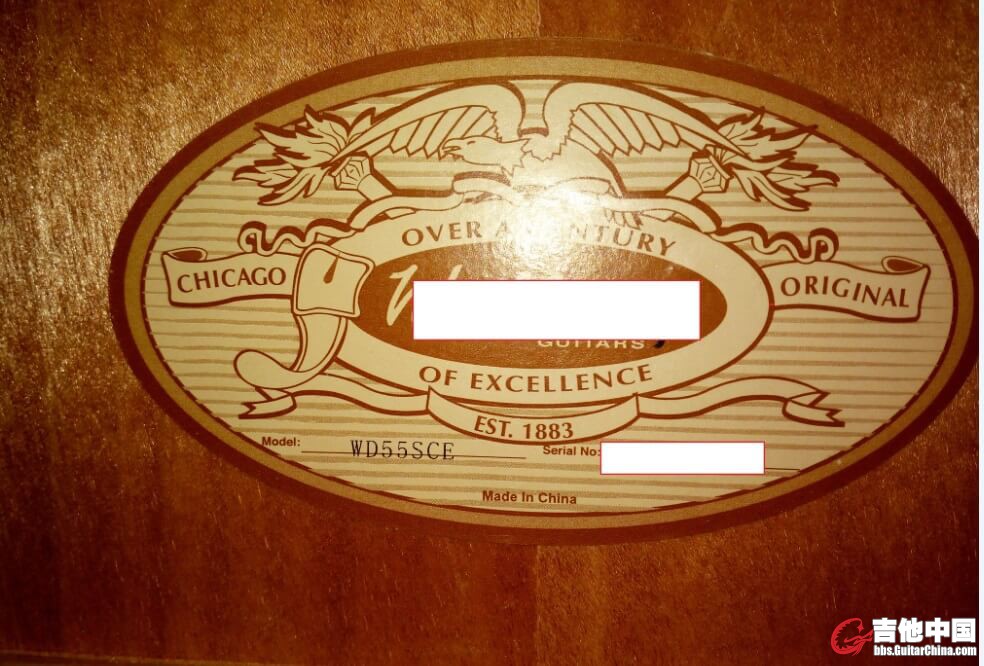 OVER A CENTURY
CHICAGO
ORIGINAL
GUITARS
OF EXCELLENCE
EST. 1883
Model: WD55SCE Serial No:
Made In China
吉他中国
bbs.GuitarChina.com